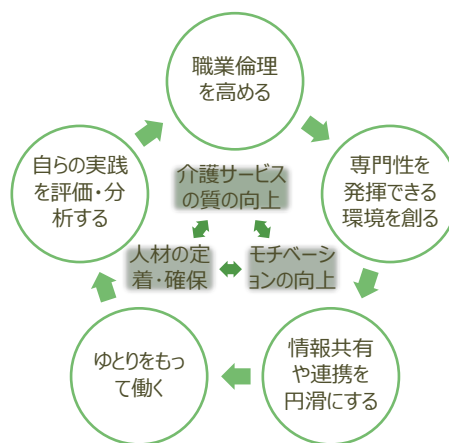 職業倫理
を高める
専門性を
発揮できる
環境を創る
情報共有
や連携を
円滑にする
ゆとりをもっ
て働く
自らの実践
を評価・分
析する
介護サービス
の質の向上
モチベーシ
ョンの向上
人材の定
着・確保